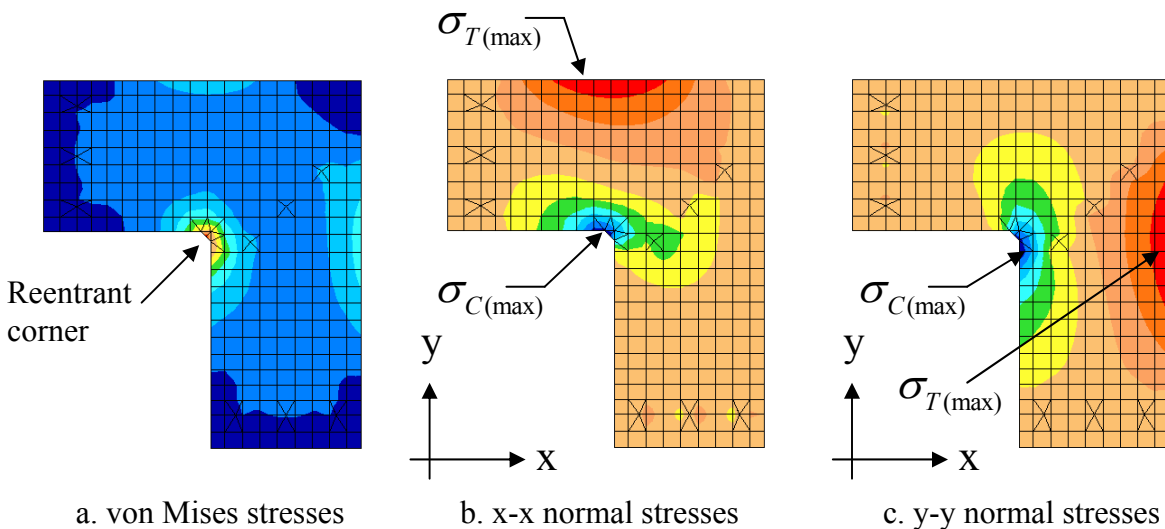 σT(max)
Reentrant
corner
σC(max)
y
x
σC(max)
y
σT(max)
x
a. von Mises stresses
b. x-x normal stresses
c. y-y normal stresses